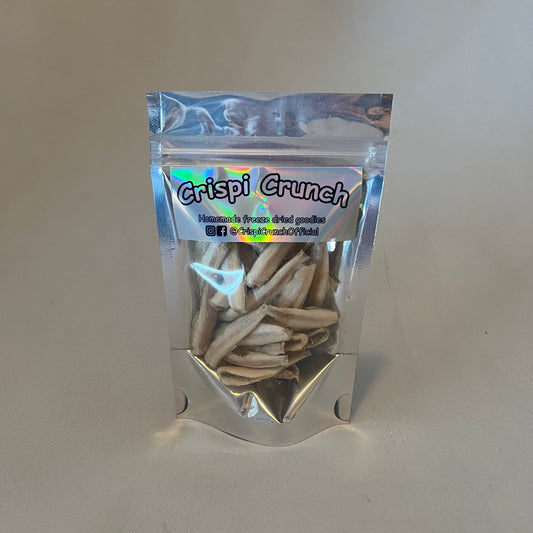 Crispi Crunch
Homemade freeze dried goodies
@CrispiCrunchOfficial